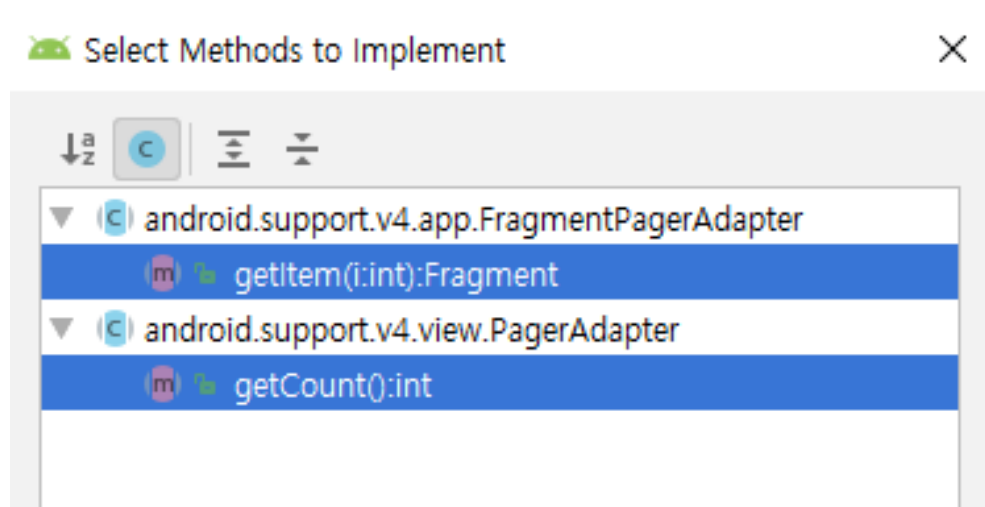 Select Methods to Implement
a
z
C
C android.support.v4.app.FragmentPagerAdapter
m getItem(i:int):Fragment
C android.support.v4.view.PagerAdapter
m getCount():int